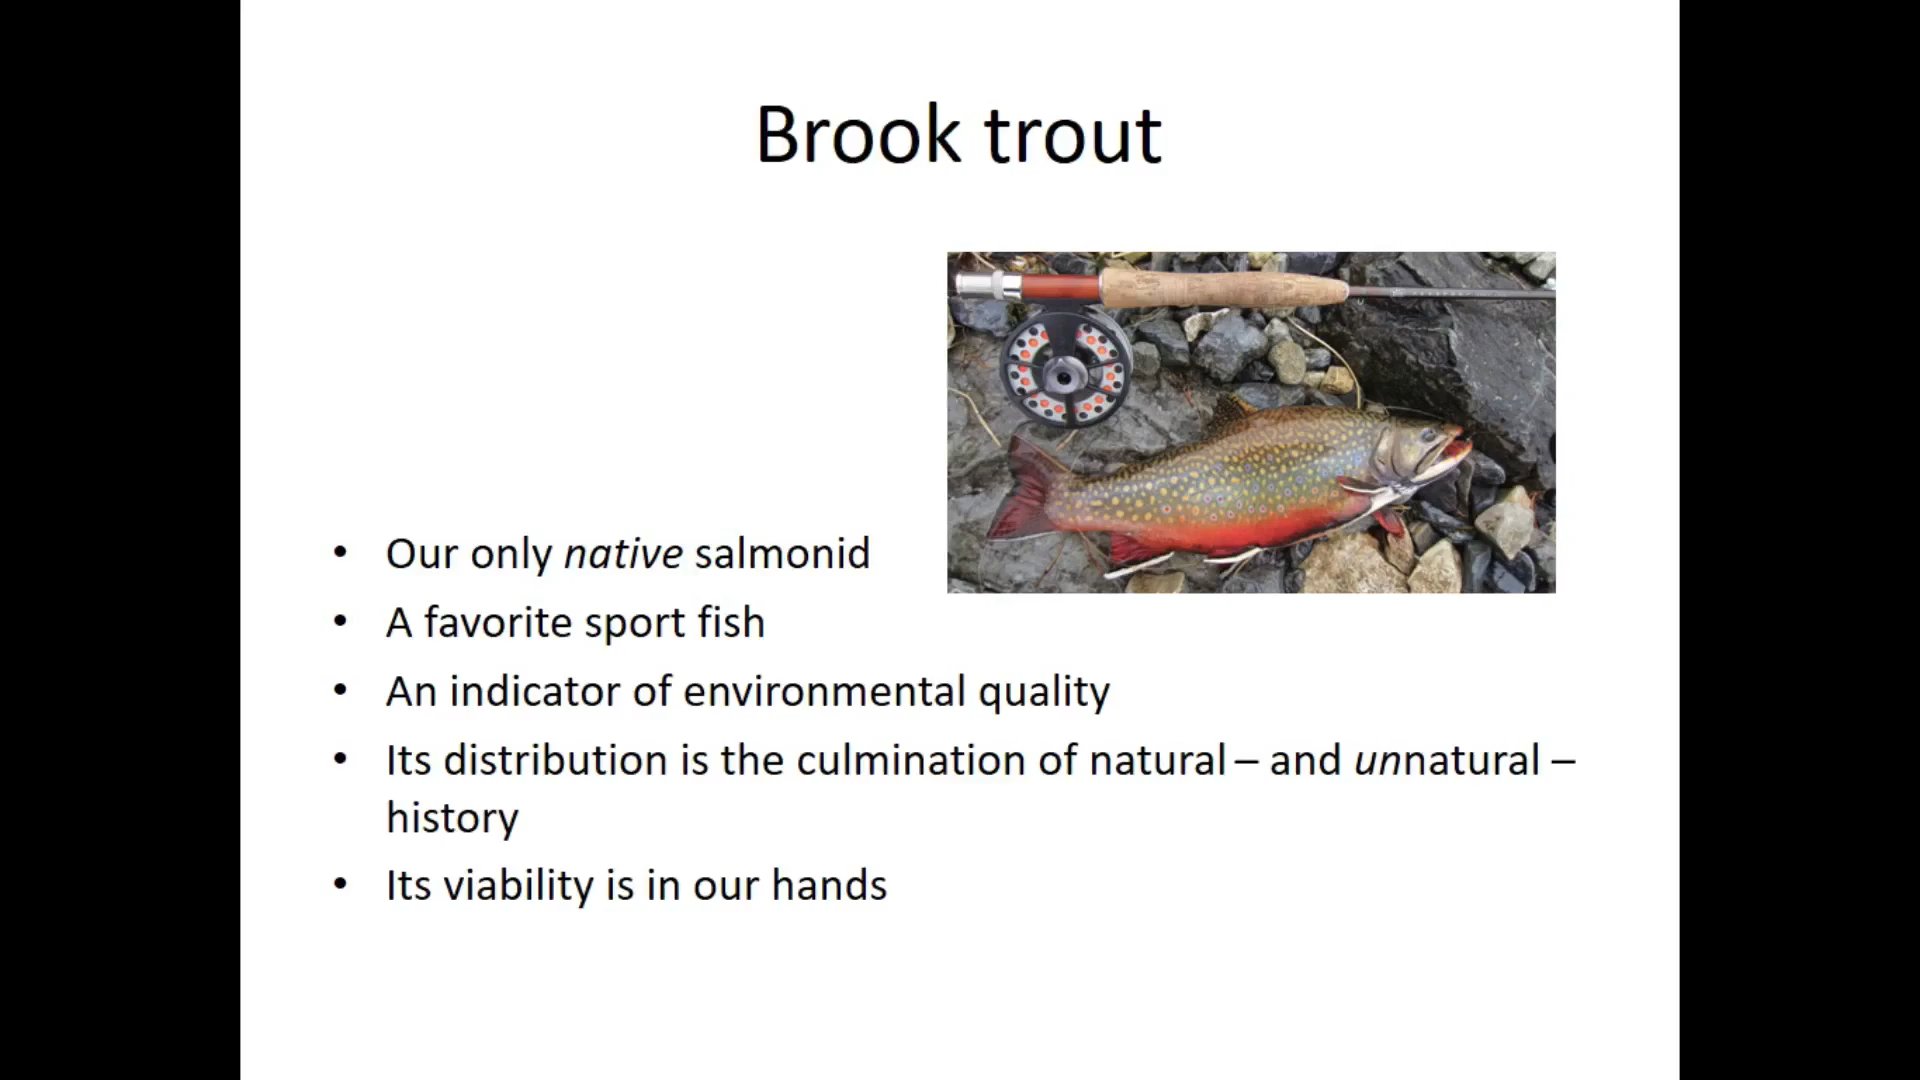 Brook trout
• Our only native salmonid
• A favorite sport fish
• An indicator of environmental quality
• Its distribution is the culmination of natural – and unnatural –
history
• Its viability is in our hands